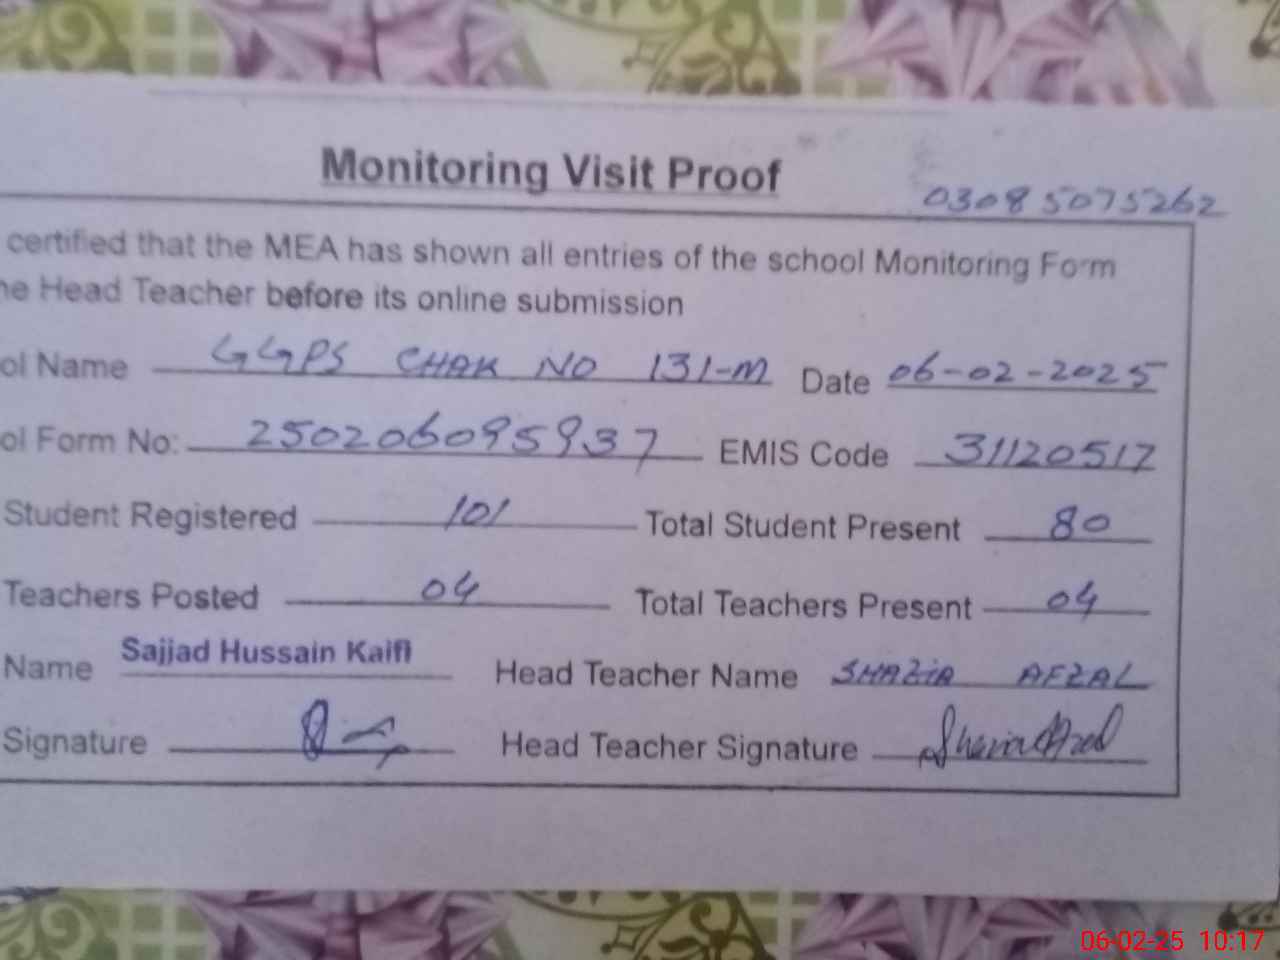 Monitoring Visit Proof
03085075262
certified that the MEA has shown all entries of the school Monitoring Form
he Head Teacher before its online submission
ol Name GGPS CHAK NO 131-M Date 06-02-2025
ol Form No: 250206095937 EMIS Code 31120517
Student Registered 101 Total Student Present 80
Teachers Posted 04 Total Teachers Present 04
Name Sajjad Hussain Kaifi Head Teacher Name SHAZIA AFZAL
Signature Head Teacher Signature
06-02-25 10:17